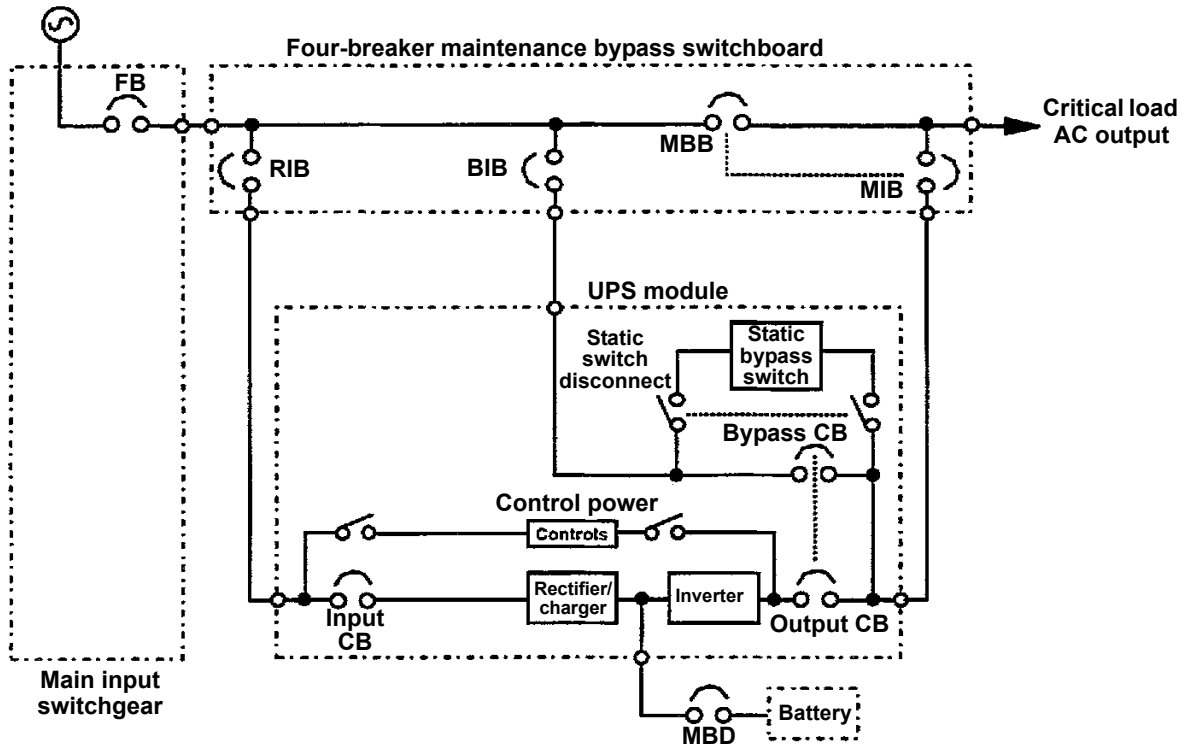 Four-breaker maintenance bypass switchboard
FB
Critical load
AC output
MBB
RIB
BIB
MIB
UPS module
Static
switch
disconnect
Static
bypass
switch
Bypass CB
Control power
Controls
Rectifier/
charger
Inverter
Input
CB
Output CB
Main input
switchgear
MBD
Battery